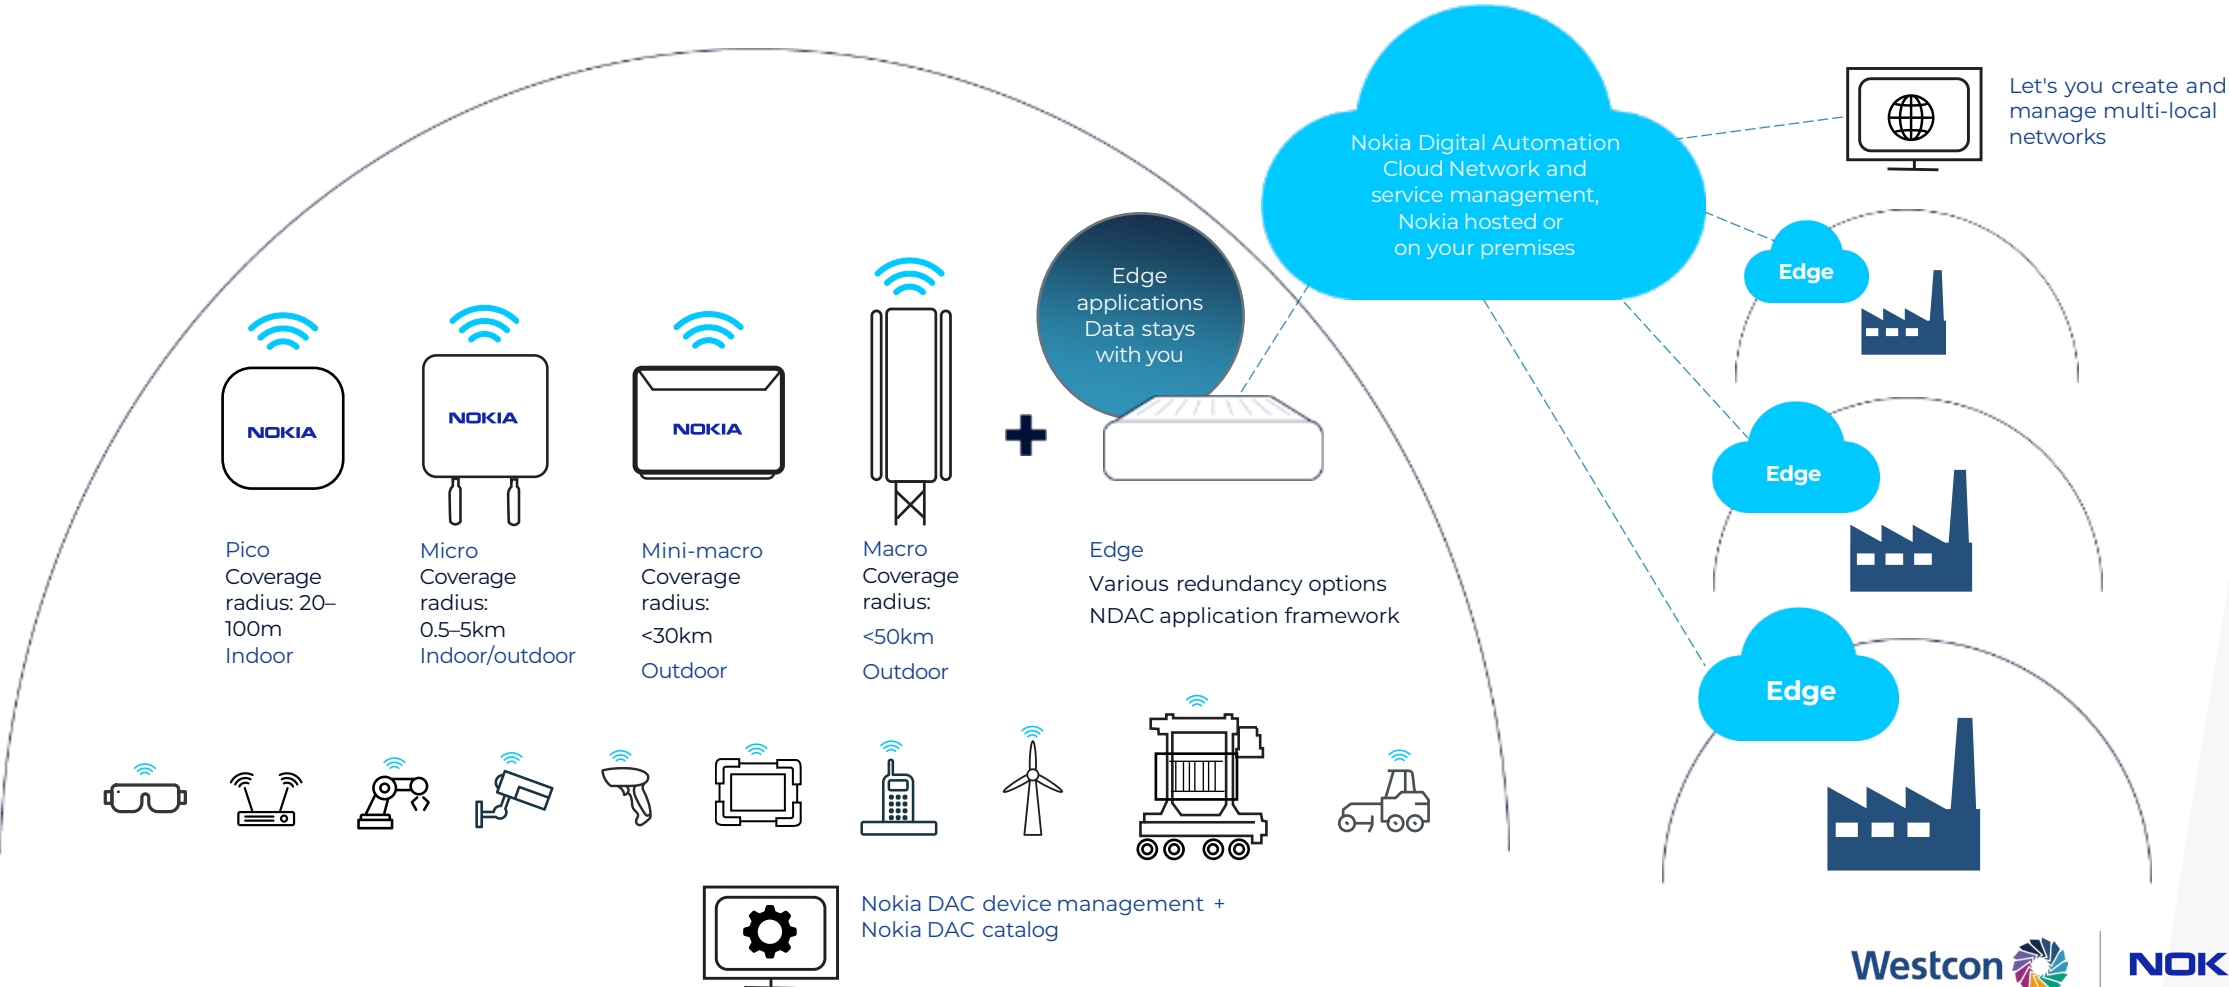 Let's you create and
manage multi-local
networks
Nokia Digital Automation
Cloud Network and
service management,
Nokia hosted or
on your premises
Edge
applications
Data stays
with you
Edge
Edge
Edge
NOKIA
NOKIA
NOKIA
Pico
Coverage
radius: 20–
100m
Indoor
Micro
Coverage
radius:
0.5–5km
Indoor/outdoor
Mini-macro
Coverage
radius:
<30km
Outdoor
Macro
Coverage
radius:
<50km
Outdoor
Edge
Various redundancy options
NDAC application framework
Nokia DAC device management +
Nokia DAC catalog
Westcon
NOK